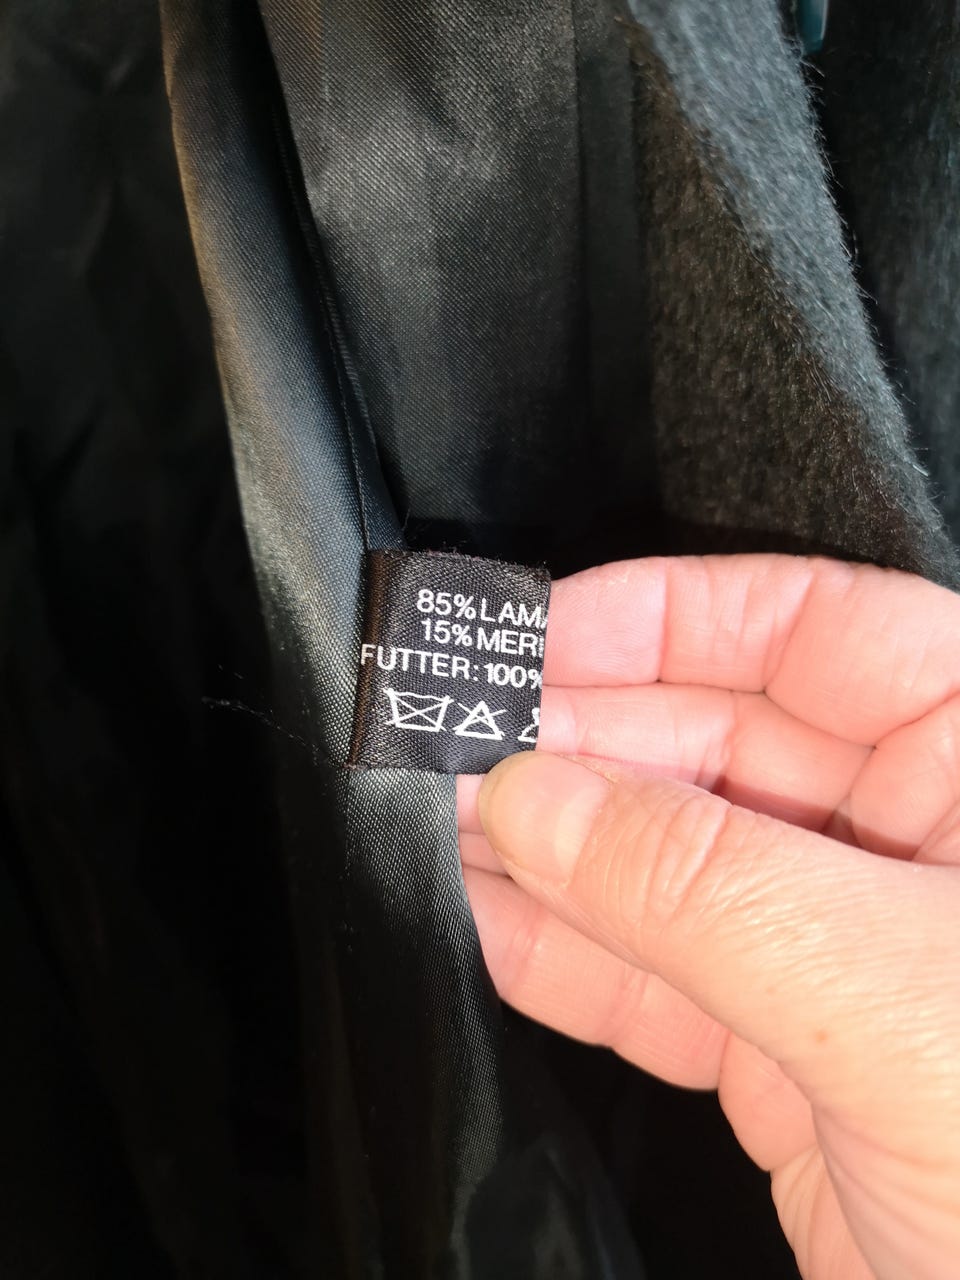 85% LAMA
15% MERI
FUTTER: 100%